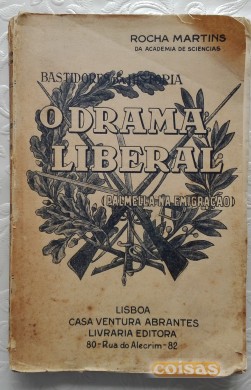 ROCHA MARTINS
DA ACADEMIA DE SCIENCIAS
BASTIDORES DA HISTORIA
O DRAMA
LIBERAL
(PALMELLA NA EMIGRAÇÃO)
LISBOA
CASA VENTURA ABRANTES
LIVRARIA EDITORA
80-Rua do Alecrim-82
coisas